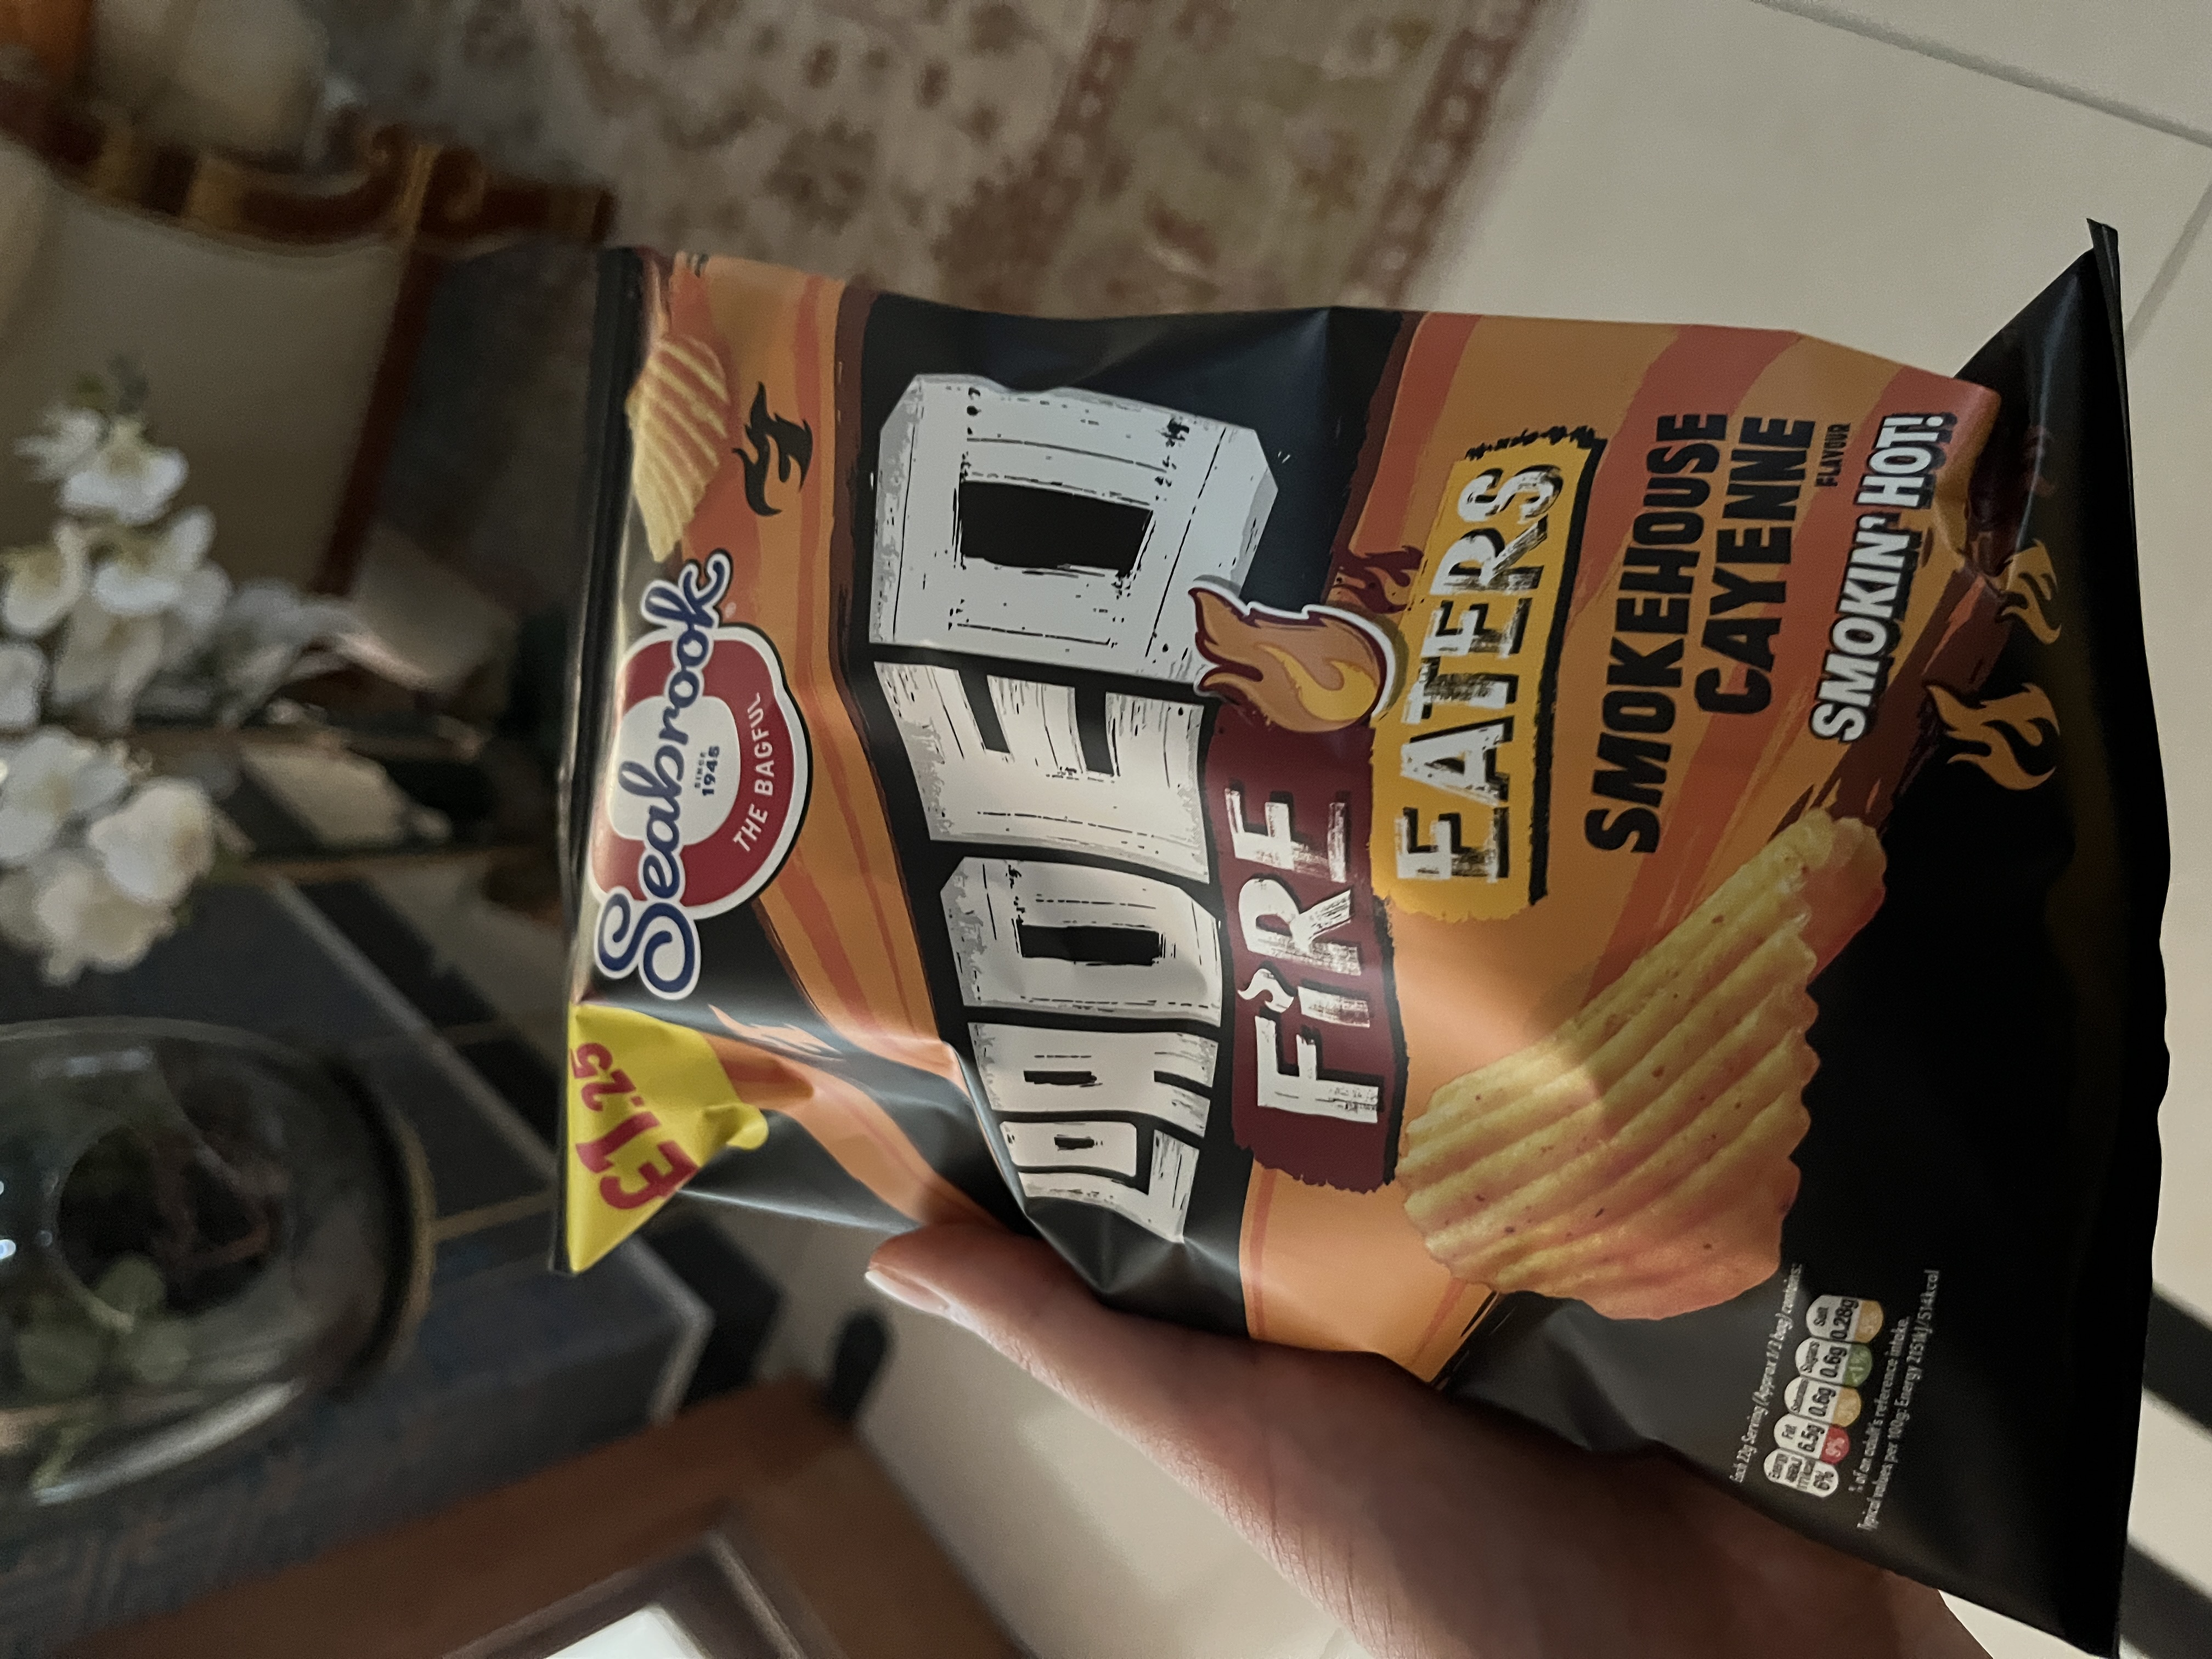 £1.25
Seabrook
SINCE
1945
THE BAGFUL
LOADED
FiRE
EATERS
SMOKEHOUSE
CAYENNE
FLAVOUR
SMOKIN' HOT!
Each 22g Serving (Approx 1/3 bag) contains:
Energy Fat Saturates Sugars Salt
6.5g 0.6g 0.6g 0.28g
6% 9% <1%
% of an adult's reference intake.
Typical values per 100g: Energy 2151kJ/514kcal